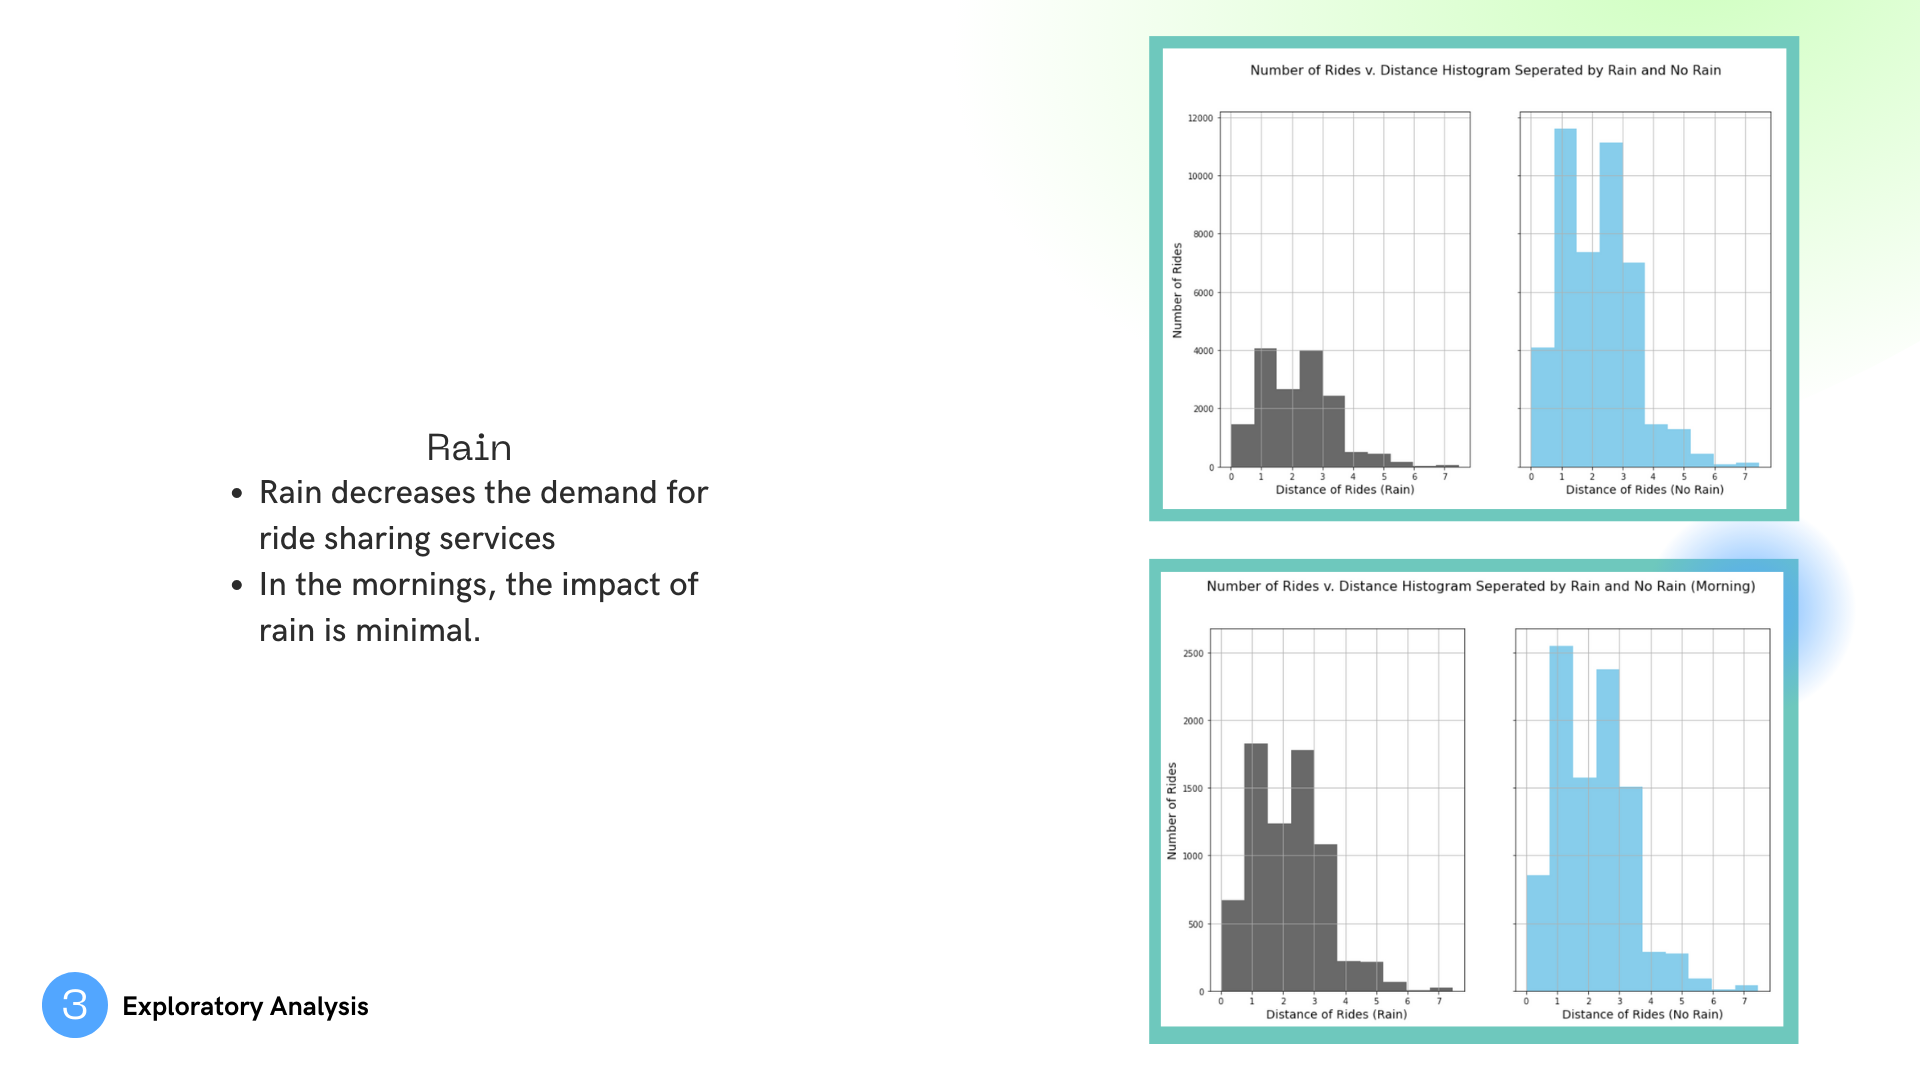 Rain
• Rain decreases the demand for
ride sharing services
• In the mornings, the impact of
rain is minimal.
3 Exploratory Analysis
Number of Rides v. Distance Histogram Seperated by Rain and No Rain
Number of Rides
12000
10000
8000
6000
4000
2000
0
0 1 2 3 4 5 6 7
Distance of Rides (Rain)
0 1 2 3 4 5 6 7
Distance of Rides (No Rain)
Number of Rides v. Distance Histogram Seperated by Rain and No Rain (Morning)
Number of Rides
2500
2000
1500
1000
500
0
0 1 2 3 4 5 6 7
Distance of Rides (Rain)
0 1 2 3 4 5 6 7
Distance of Rides (No Rain)